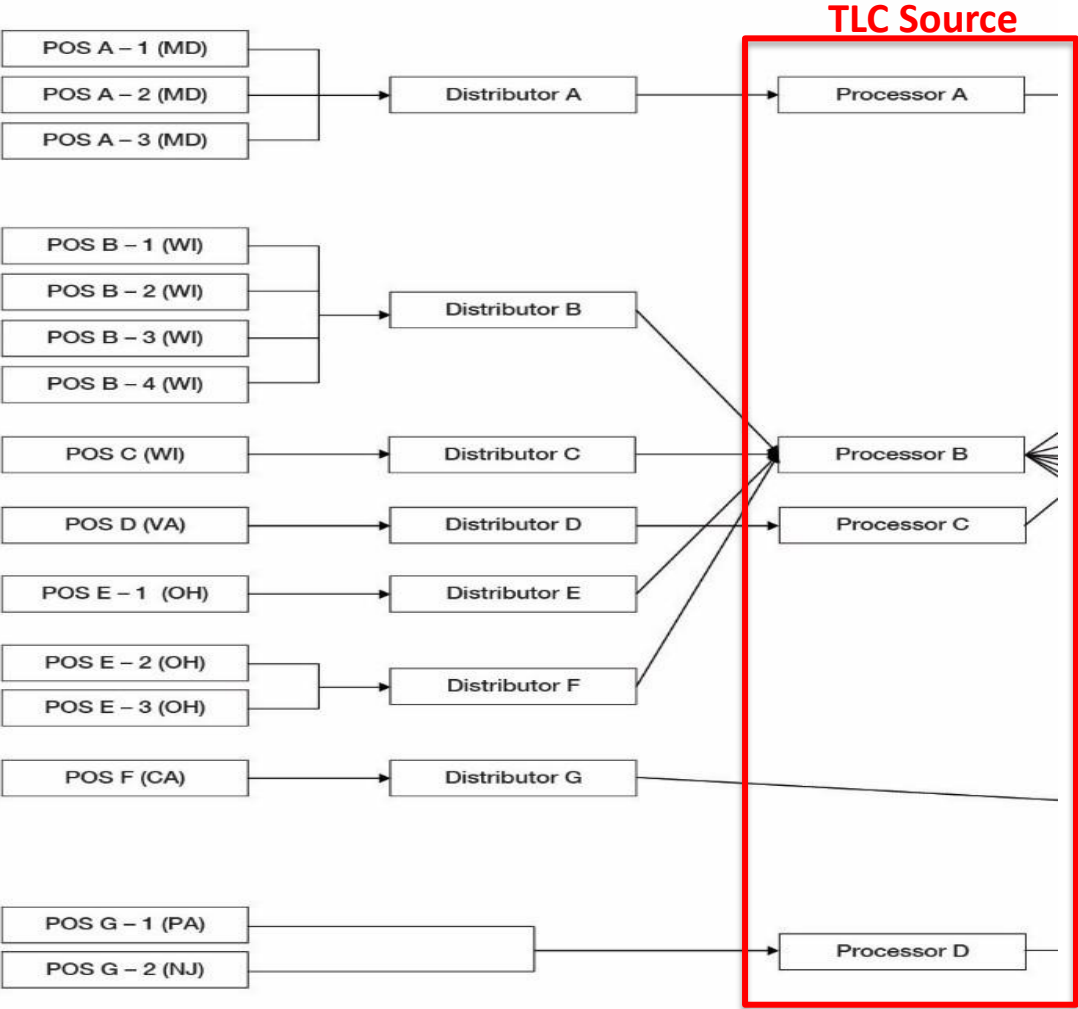 TLC Source
POS A – 1 (MD)
POS A – 2 (MD)
POS A – 3 (MD)
Distributor A
Processor A
POS B – 1 (WI)
POS B – 2 (WI)
POS B – 3 (WI)
POS B – 4 (WI)
Distributor B
POS C (WI)
Distributor C
Processor B
POS D (VA)
Distributor D
Processor C
POS E – 1 (OH)
Distributor E
POS E – 2 (OH)
POS E – 3 (OH)
Distributor F
POS F (CA)
Distributor G
POS G – 1 (PA)
POS G – 2 (NJ)
Processor D